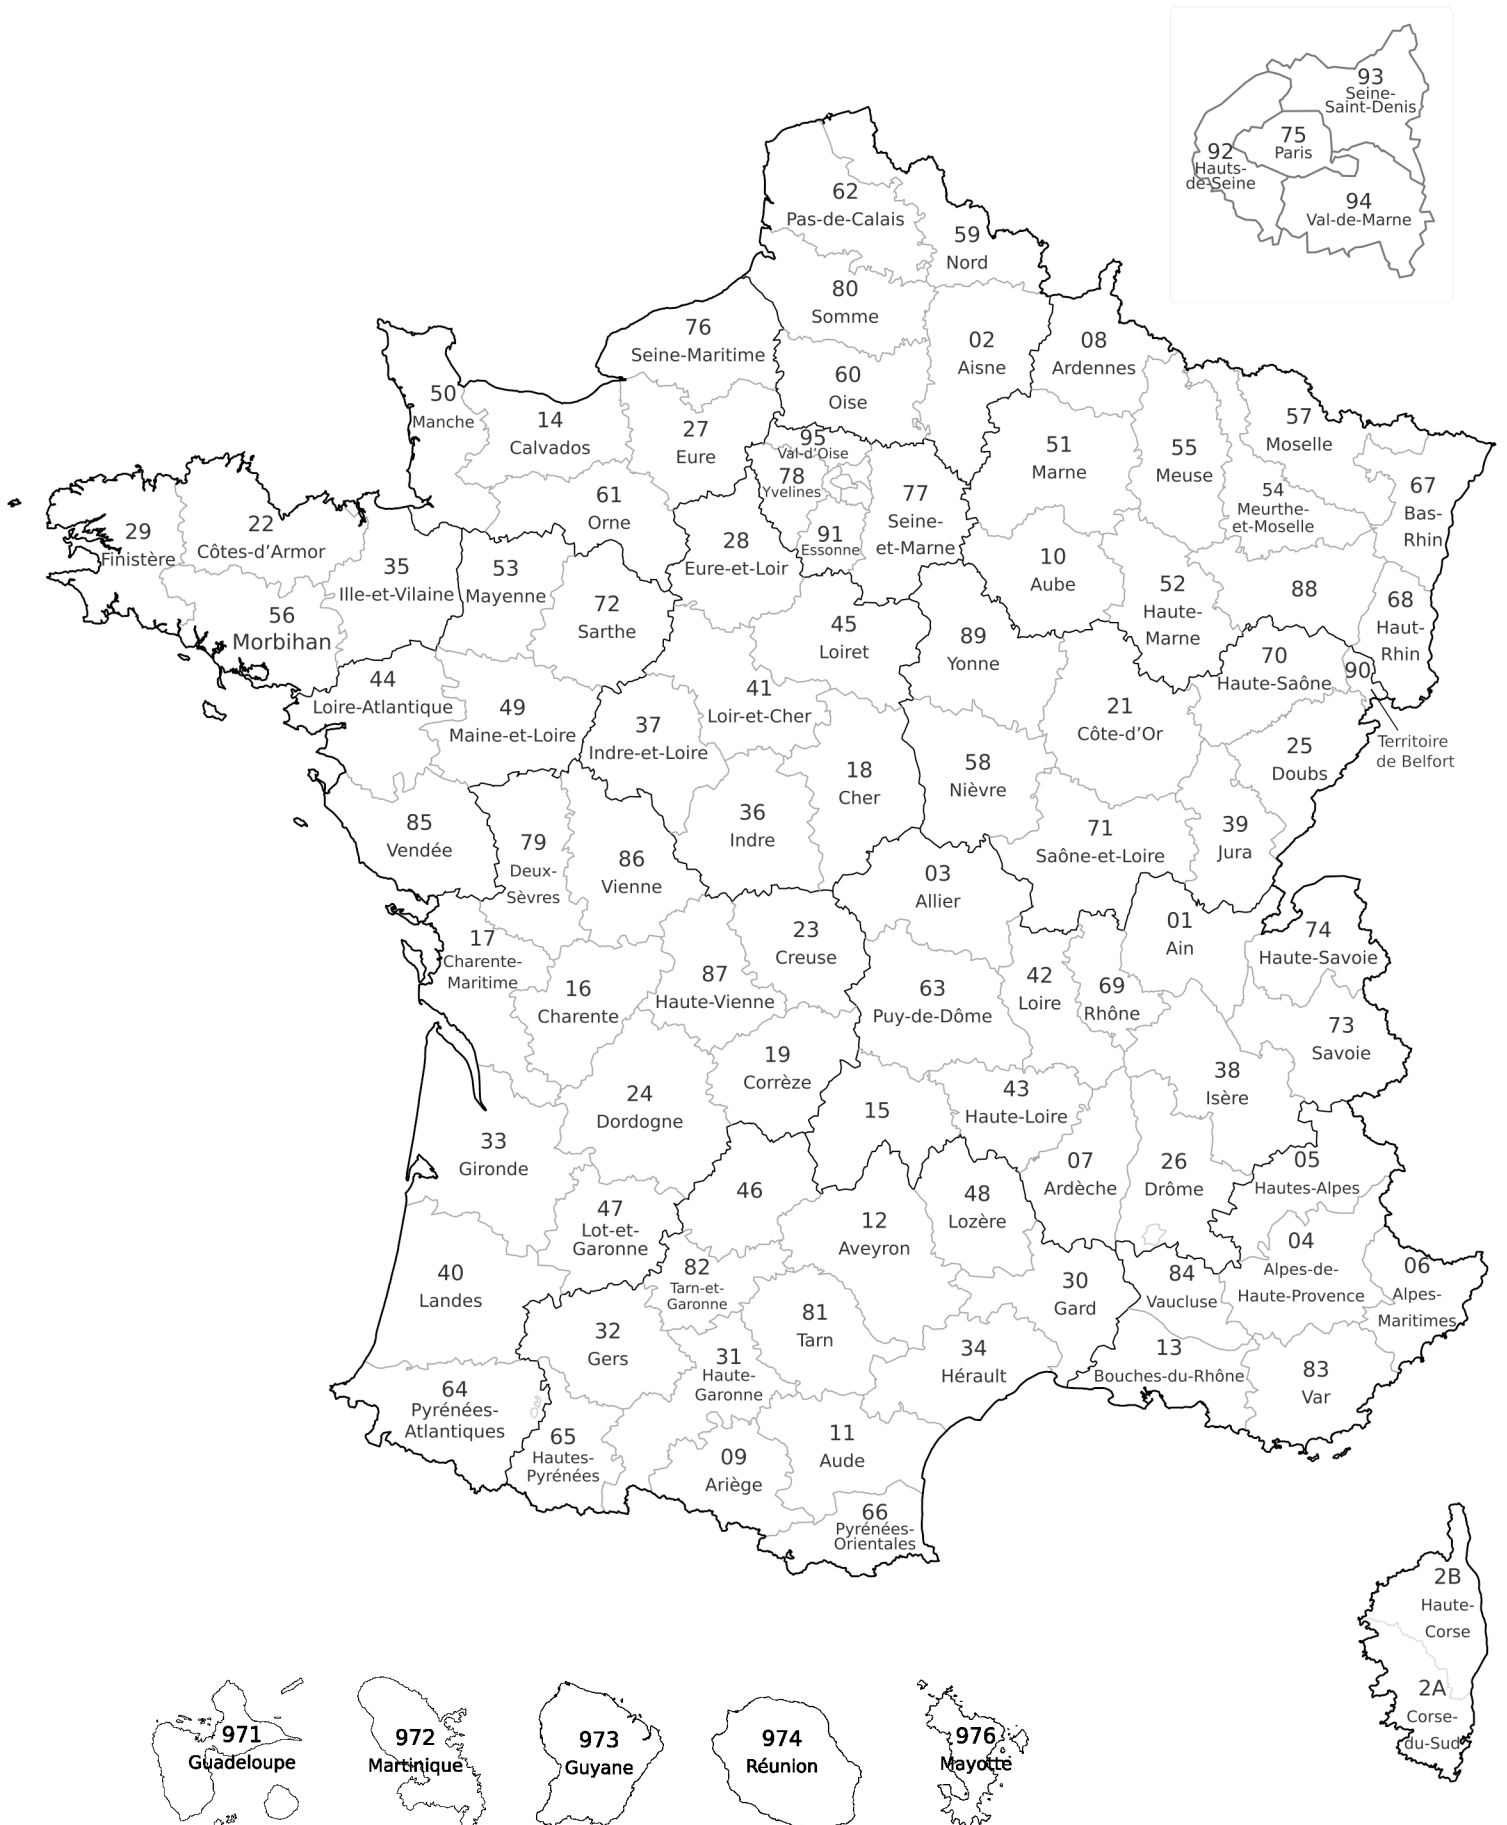 93
Seine-
Saint-Denis
75
Paris
92
Hauts-
de-Seine
94
Val-de-Marne
62
Pas-de-Calais
59
Nord
80
Somme
76
Seine-Maritime
02
Aisne
08
Ardennes
60
Oise
50
Manche
14
Calvados
27
Eure
95
Val-d’Oise
78
Yvelines
51
Marne
55
Meuse
57
Moselle
54
Meurthe-
et-Moselle
67
Bas-
Rhin
61
Orne
77
Seine-
et-Marne
91
Essonne
28
Eure-et-Loir
29
Finistère
22
Côtes-d’Armor
35
Ille-et-Vilaine
53
Mayenne
56
Morbihan
72
Sarthe
10
Aube
52
Haute-
Marne
88
68
Haut-
Rhin
45
Loiret
89
Yonne
70
Haute-Saône
90
Territoire
de Belfort
44
Loire-Atlantique
49
Maine-et-Loire
37
Indre-et-Loire
41
Loir-et-Cher
21
Côte-d’Or
25
Doubs
18
Cher
58
Nièvre
36
Indre
85
Vendée
79
Deux-
Sèvres
86
Vienne
71
Saône-et-Loire
39
Jura
03
Allier
01
Ain
74
Haute-Savoie
23
Creuse
17
Charente-
Maritime
16
Charente
87
Haute-Vienne
63
Puy-de-Dôme
42
Loire
69
Rhône
73
Savoie
19
Corrèze
38
Isère
24
Dordogne
15
43
Haute-Loire
33
Gironde
07
Ardèche
26
Drôme
05
Hautes-Alpes
46
48
Lozère
47
Lot-et-
Garonne
12
Aveyron
04
Alpes-de-
Haute-Provence
06
Alpes-
Maritimes
40
Landes
82
Tarn-et-
Garonne
30
Gard
84
Vaucluse
81
Tarn
32
Gers
31
Haute-
Garonne
34
Hérault
13
Bouches-du-Rhône
83
Var
64
Pyrénées-
Atlantiques
65
Hautes-
Pyrénées
09
Ariège
11
Aude
66
Pyrénées-
Orientales
2B
Haute-
Corse
2A
Corse-
du-Sud
971
Guadeloupe
972
Martinique
973
Guyane
974
Réunion
976
Mayotte